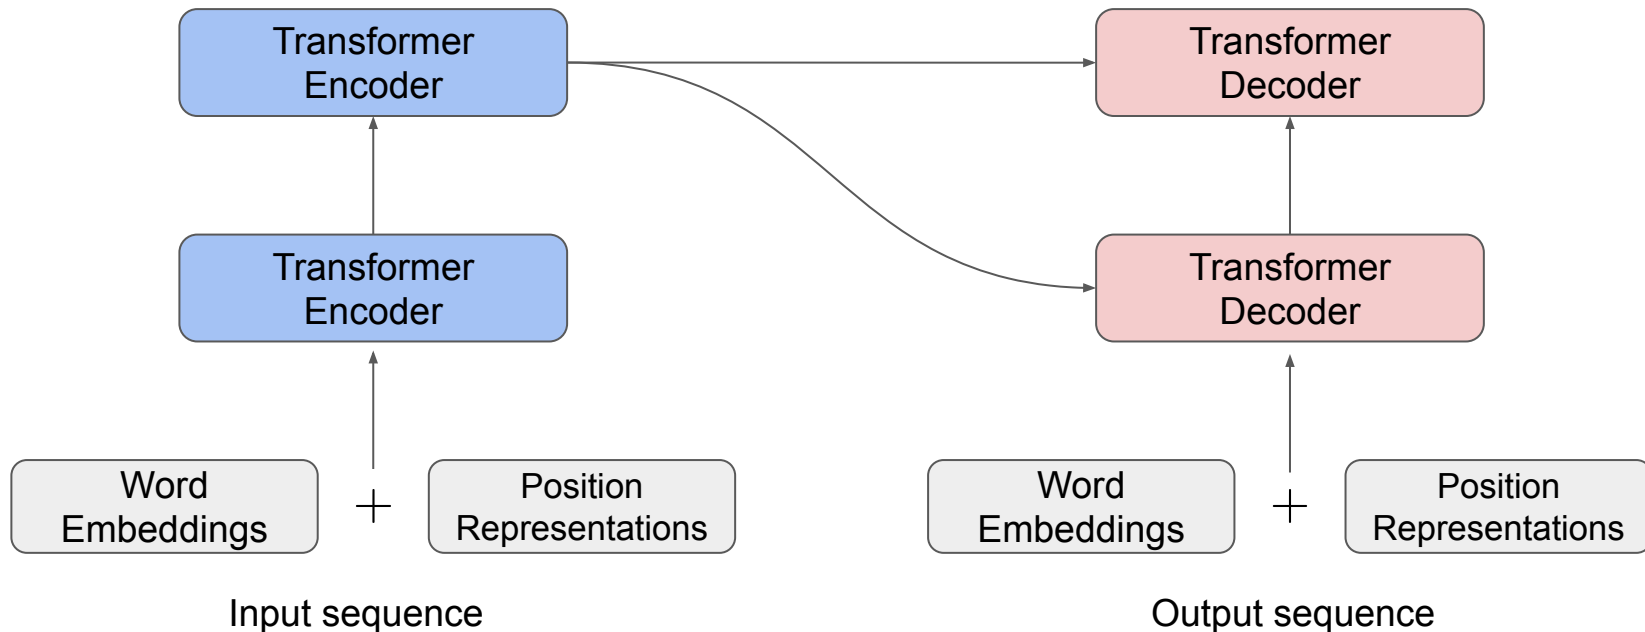 Transformer
Encoder
Transformer
Decoder
Transformer
Encoder
Transformer
Decoder
Word
Embeddings
+
Position
Representations
Word
Embeddings
+
Position
Representations
Input sequence
Output sequence